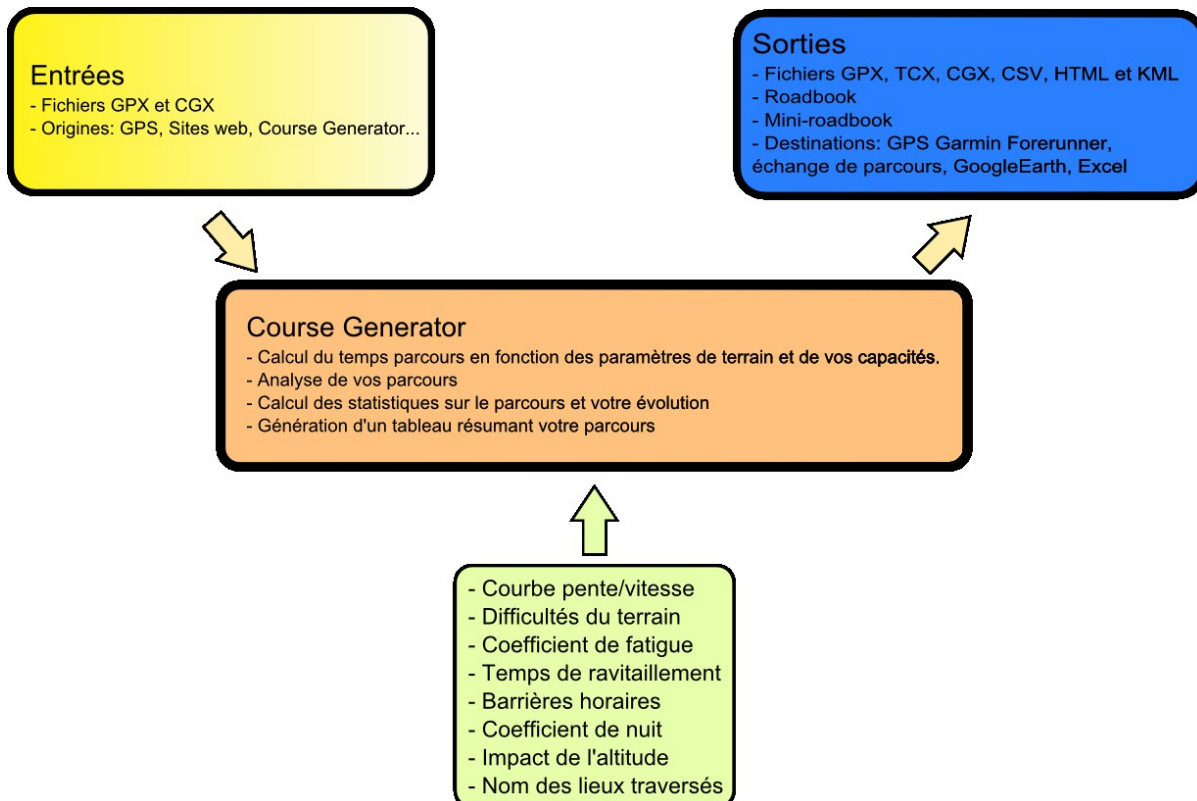 Entrées
- Fichiers GPX et CGX
- Origines: GPS, Sites web, Course Generator...
Sorties
- Fichiers GPX, TCX, CGX, CSV, HTML et KML
- Roadbook
- Mini-roadbook
- Destinations: GPS Garmin Forerunner,
échange de parcours, GoogleEarth, Excel
Course Generator
- Calcul du temps parcours en fonction des paramètres de terrain et de vos capacités.
- Analyse de vos parcours
- Calcul des statistiques sur le parcours et votre évolution
- Génération d'un tableau résumant votre parcours
- Courbe pente/vitesse
- Difficultés du terrain
- Coefficient de fatigue
- Temps de ravitaillement
- Barrières horaires
- Coefficient de nuit
- Impact de l'altitude
- Nom des lieux traversés